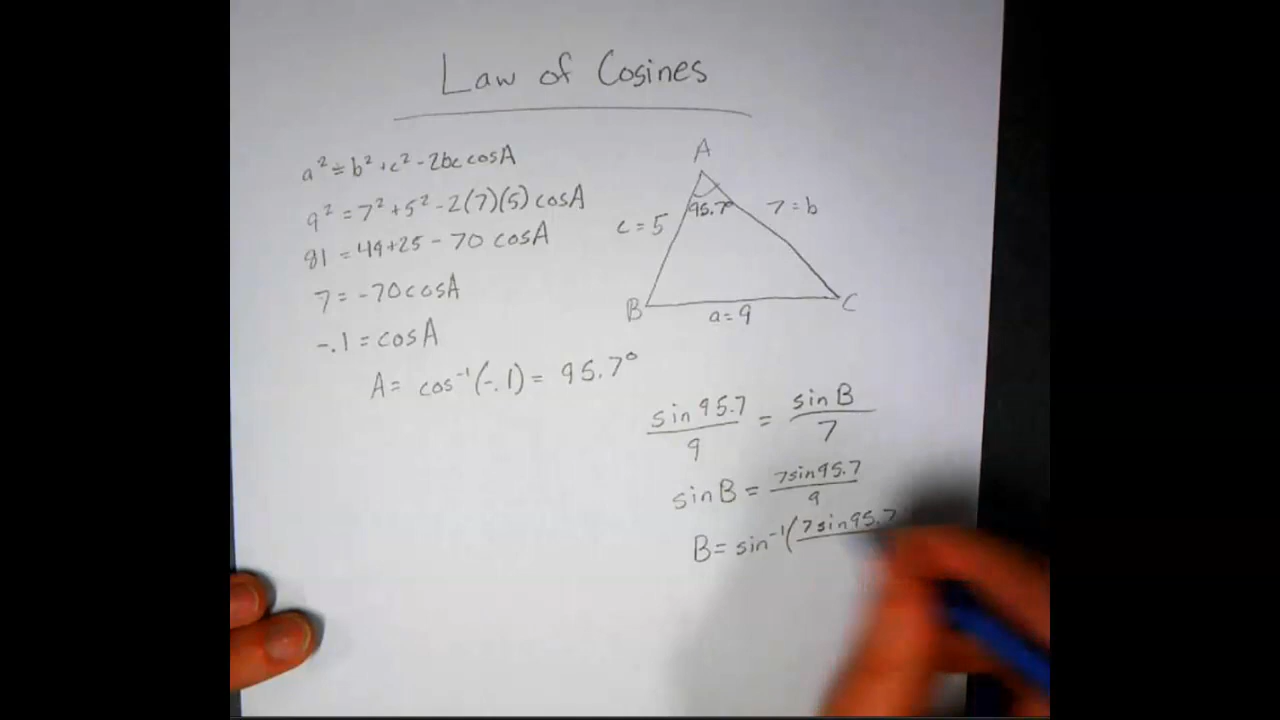 Law of Cosines
a² = b² + c² - 2bc cosA
9² = 7² + 5² - 2(7)(5) cosA
81 = 49 + 25 - 70 cosA
7 = -70cosA
-.1 = cosA
A = cos⁻¹(-.1) = 95.7°
A
95.7°
c = 5
7 = b
B
C
a = 9
sin 95.7/9 = sin B/7
sin B = 7sin95.7/9
B = sin⁻¹(7sin95.7